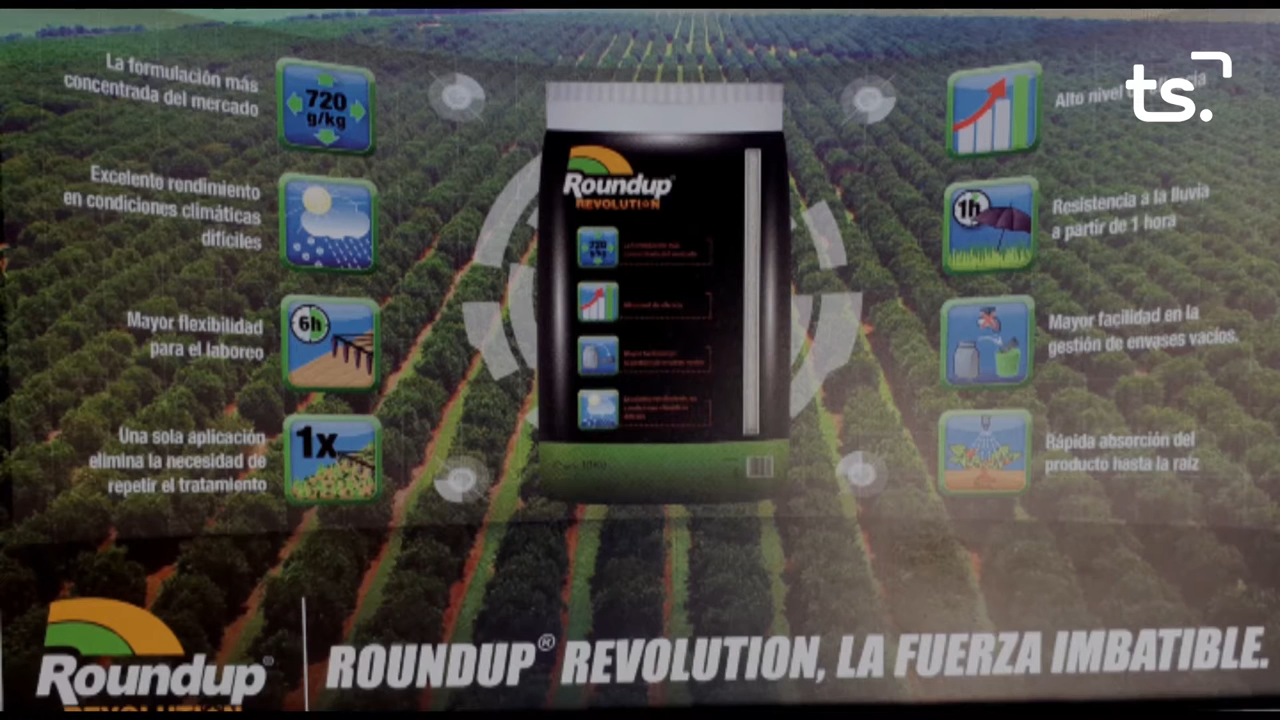 La formulación más
concentrada del mercado
720
g/kg
Excelente rendimiento
en condiciones climáticas
difíciles
Mayor flexibilidad
para el laboreo
6h
Una sola aplicación
elimina la necesidad de
repetir el tratamiento
1x
Roundup®
REVOLUTION
720
g/kg
ts.
Alto nivel
Resistencia a la lluvia
a partir de 1 hora
1h
Mayor facilidad en la
gestión de envases vacíos.
Rápida absorción del
producto hasta la raíz
Roundup®
REVOLUTION
ROUNDUP® REVOLUTION, LA FUERZA IMBATIBLE.